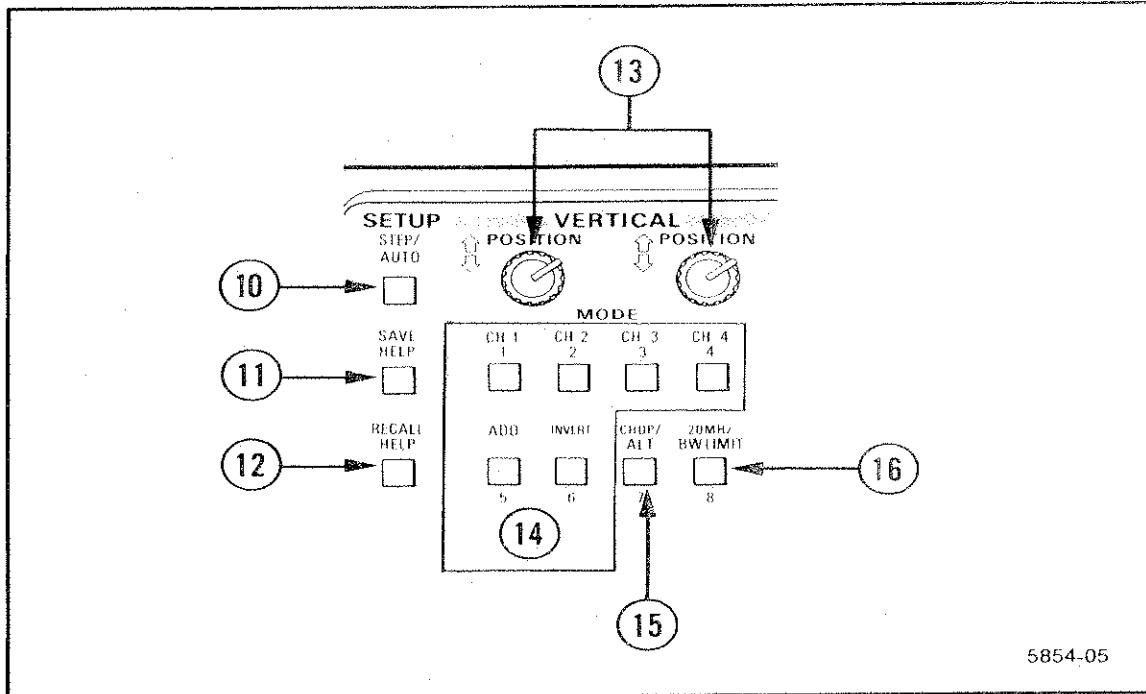 13
SETUP VERTICAL
STEP/
AUTO
POSITION POSITION
10
MODE
SAVE
HELP
CH 1
1
CH 2
2
CH 3
3
CH 4
4
11
RECALL
HELP
ADD
INVERT
CHOP/
ALT
20MHz
BW LIMIT
12
16
5
6
7
8
14
15
5854-05